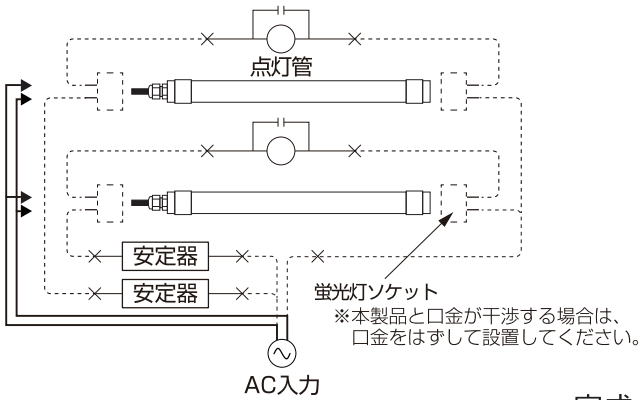 点灯管
安定器
安定器
蛍光灯ソケット
※本製品と口金が干渉する場合は、
口金をはずして設置してください。
AC入力